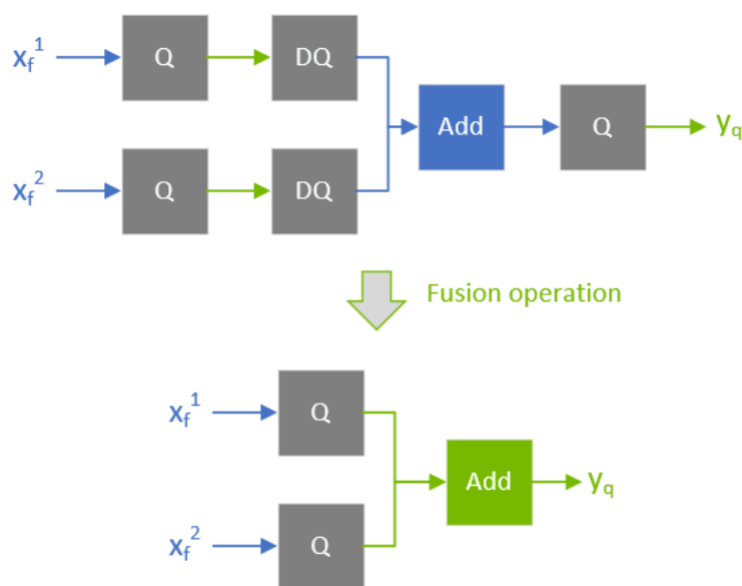 x_f^1 Q DQ
Add Q y_q
x_f^2 Q DQ
Fusion operation
x_f^1 Q
Add y_q
x_f^2 Q